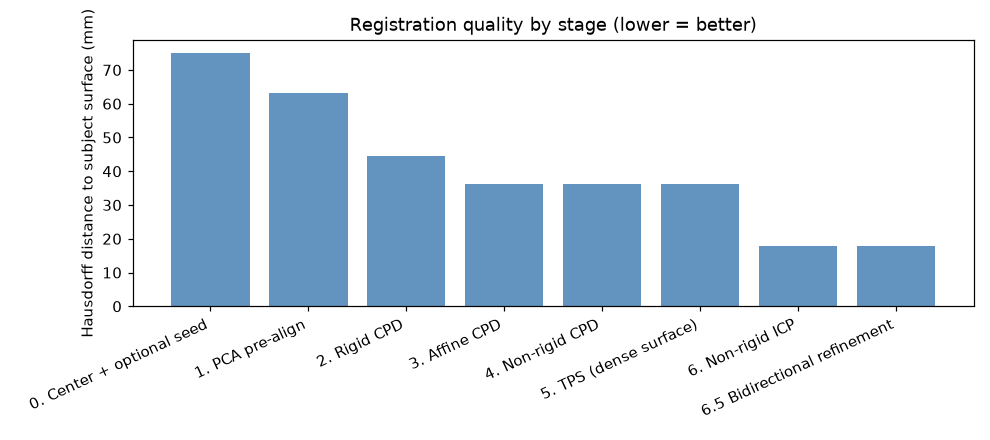 Registration quality by stage (lower = better)
Hausdorff distance to subject surface (mm)
70
60
50
40
30
20
10
0
0. Center + optional seed
1. PCA pre-align
2. Rigid CPD
3. Affine CPD
4. Non-rigid CPD
5. TPS (dense surface)
6. Non-rigid ICP
6.5 Bidirectional refinement